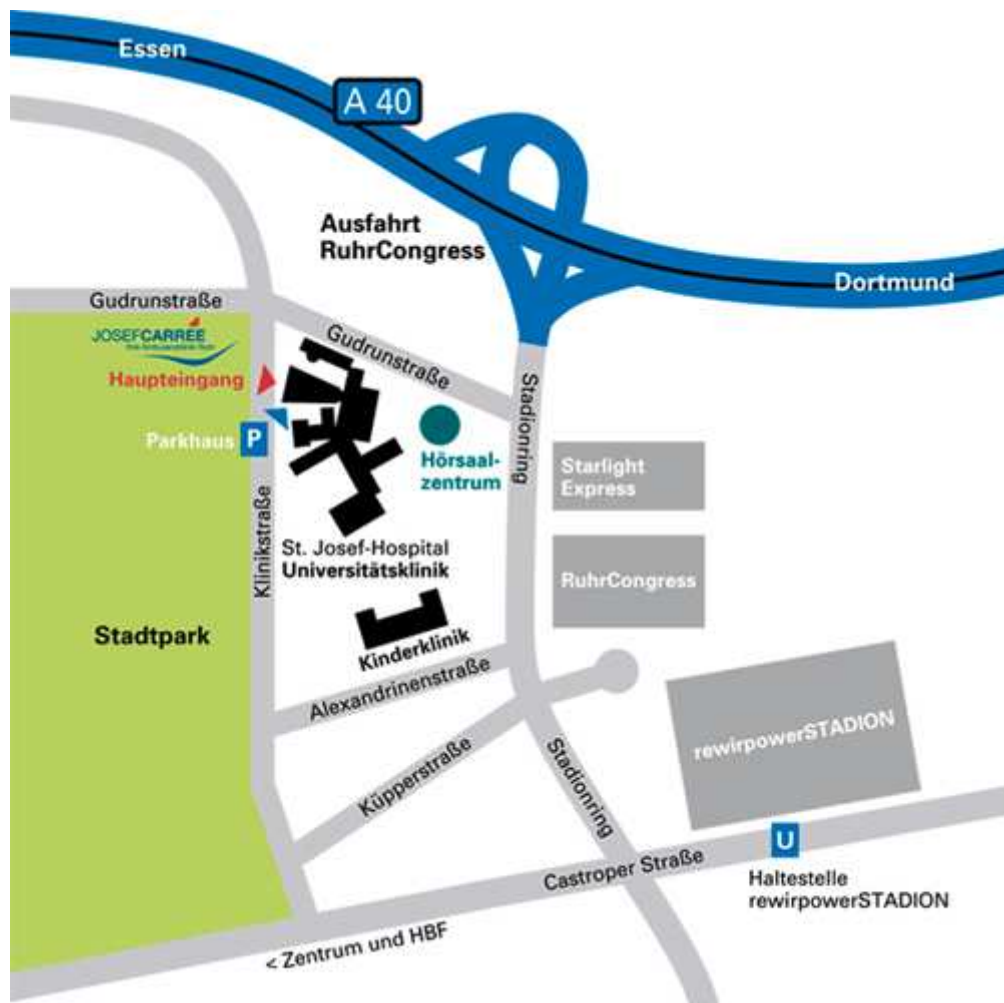 Essen
A 40
Ausfahrt
RuhrCongress
Dortmund
Gudrunstraße
JOSEFCARRÉE
Haupteingang
Gudrunstraße
Stadionring
Parkhaus P
Hörsaal-
zentrum
Starlight
Express
Klinikstraße
St. Josef-Hospital
Universitätsklinik
RuhrCongress
Stadtpark
Kinderklinik
Alexandrinenstraße
rewirpowerSTADION
Küpperstraße
Stadionring
U
Castroper Straße
Haltestelle
rewirpowerSTADION
< Zentrum und HBF